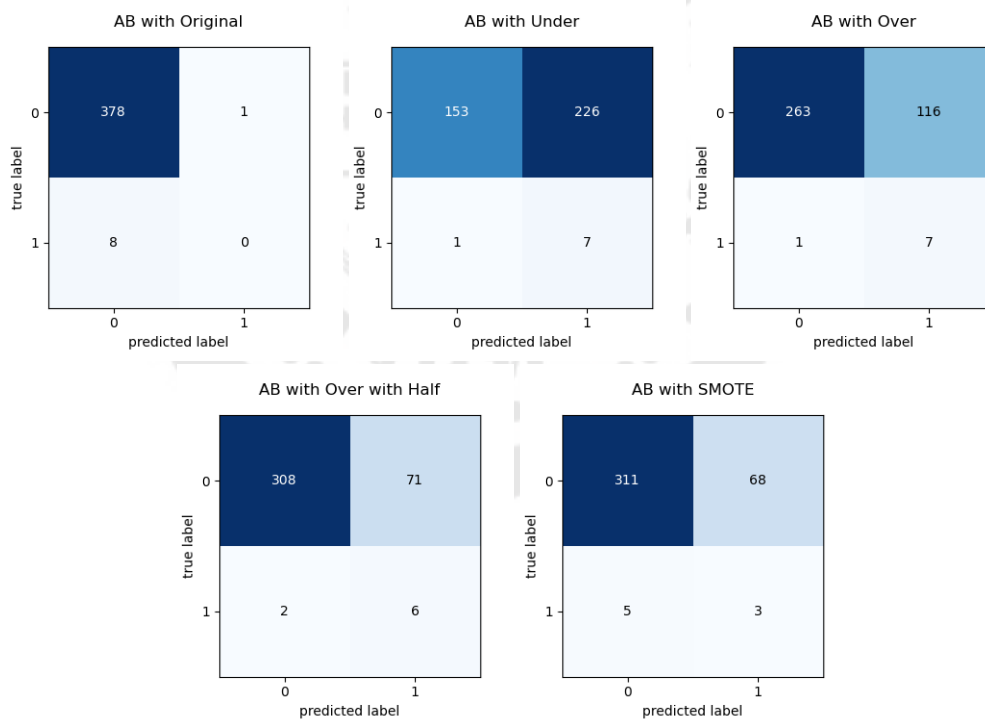 AB with Original
AB with Under
AB with Over
0
378
1
0
153
226
0
263
116
true label
true label
true label
1
8
0
1
1
7
1
1
7
0
1
0
1
0
1
predicted label
predicted label
predicted label
AB with Over with Half
AB with SMOTE
0
308
71
0
311
68
true label
true label
1
2
6
1
5
3
0
1
0
1
predicted label
predicted label